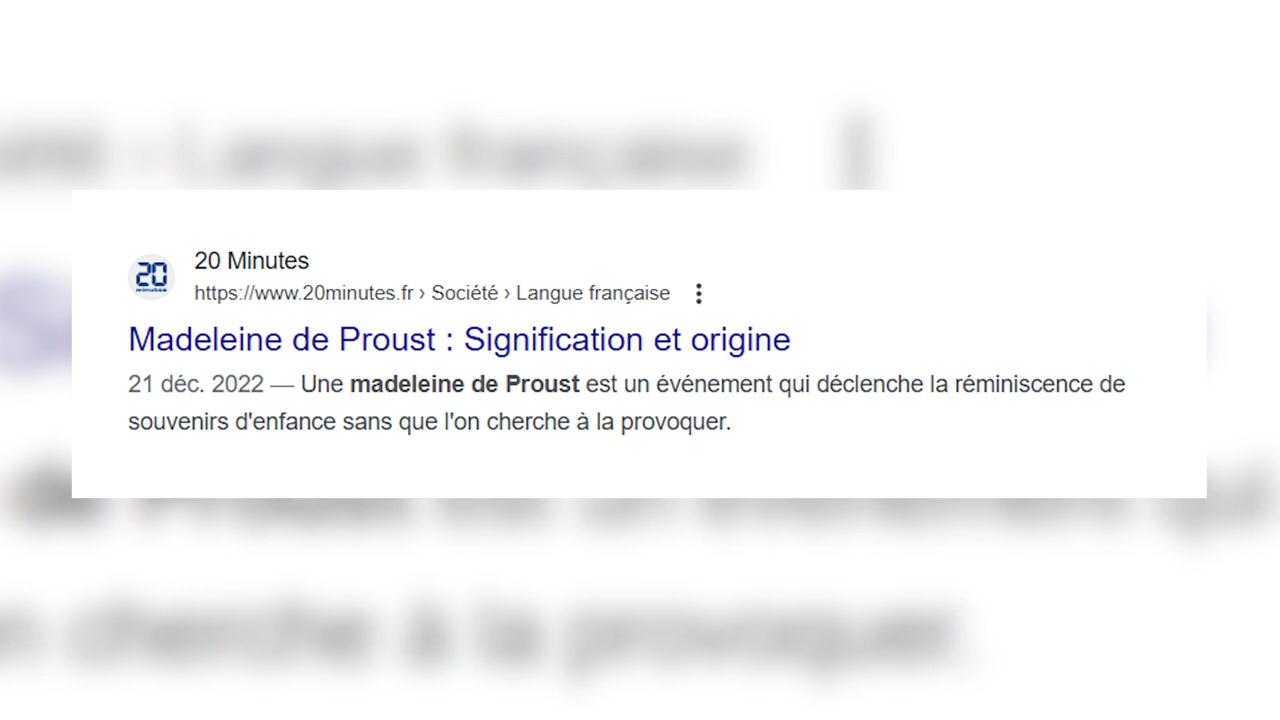 20 Minutes
20
minutes
https://www.20minutes.fr › Société › Langue française
Madeleine de Proust : Signification et origine
21 déc. 2022 — Une madeleine de Proust est un événement qui déclenche la réminiscence de
souvenirs d'enfance sans que l'on cherche à la provoquer.